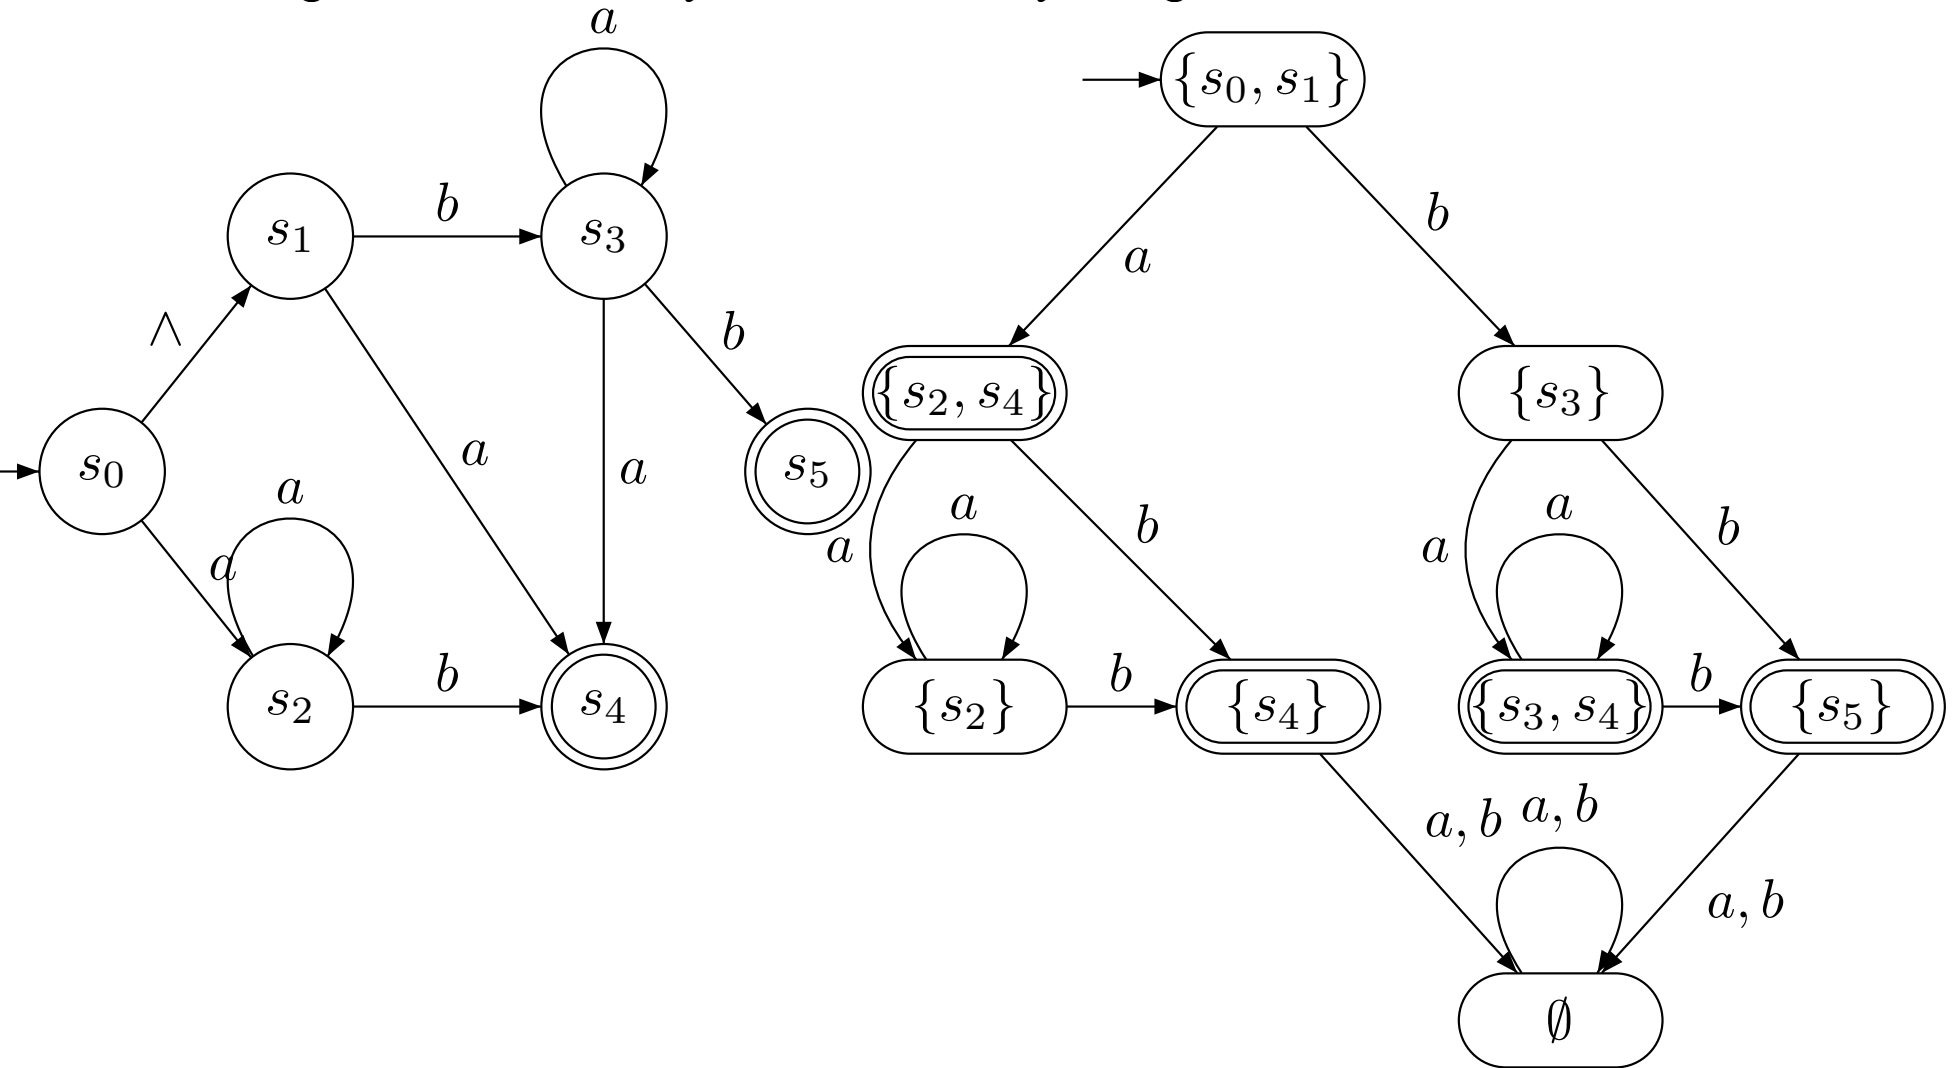 a
{s₀, s₁}
s₁
b
s₃
b
∧
a
b
{s₂, s₄}
{s₃}
s₀
a
a
a
s₅
a
a
b
a
a
b
a
s₂
b
s₄
{s₂}
b
{s₄}
{s₃, s₄}
b
{s₅}
a, b
a, b
a, b
∅